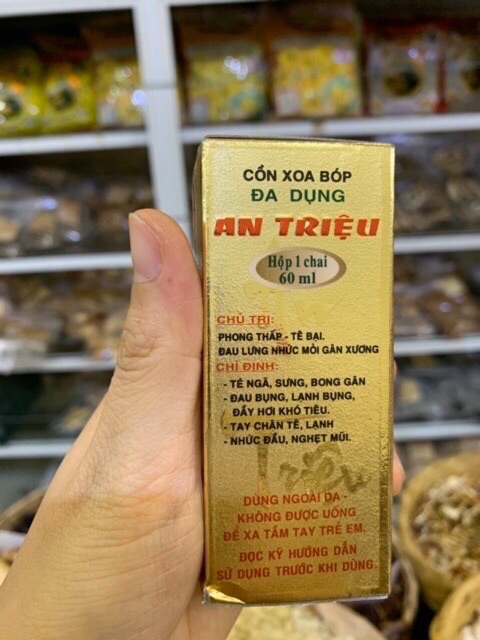 CỒN XOA BÓP
ĐA DỤNG
AN TRIỆU
Hộp 1 chai
60 ml
CHỦ TRỊ:
PHONG THẤP - TÊ BẠI.
ĐAU LƯNG NHỨC MỎI GÂN XƯƠNG
CHỈ ĐỊNH:
- TÉ NGÃ, SƯNG, BONG GÂN
- ĐAU BỤNG, LẠNH BỤNG,
ĐẦY HƠI KHÓ TIÊU.
- TAY CHÂN TÊ, LẠNH
- NHỨC ĐẦU, NGHẸT MŨI.
DÙNG NGOÀI DA -
KHÔNG ĐƯỢC UỐNG
ĐỂ XA TẦM TAY TRẺ EM.
ĐỌC KỸ HƯỚNG DẪN
SỬ DỤNG TRƯỚC KHI DÙNG.